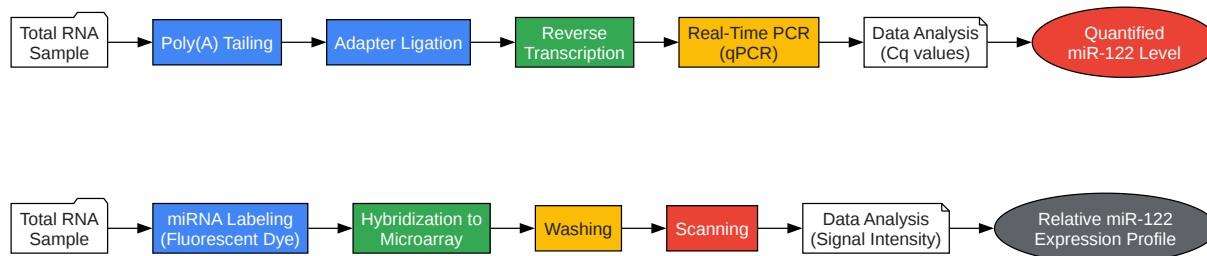 Total RNA
Sample
Poly(A) Tailing
Adapter Ligation
Reverse
Transcription
Real-Time PCR
(qPCR)
Data Analysis
(Cq values)
Quantified
miR-122 Level
Total RNA
Sample
miRNA Labeling
(Fluorescent Dye)
Hybridization to
Microarray
Washing
Scanning
Data Analysis
(Signal Intensity)
Relative miR-122
Expression Profile